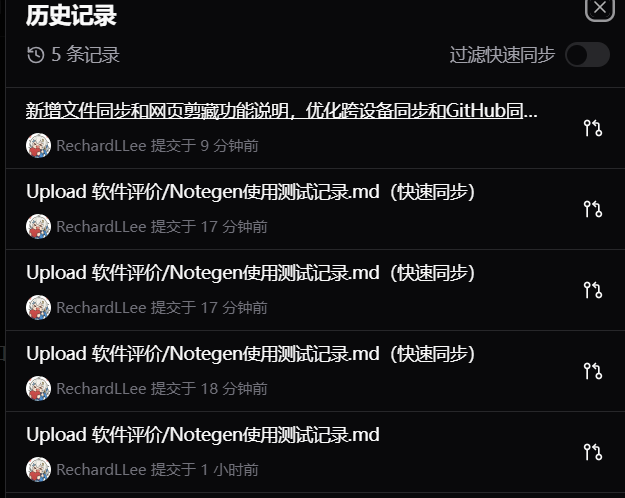 历史记录
5 条记录
过滤快速同步
新增文件同步和网页剪藏功能说明，优化跨设备同步和GitHub同...
RechardLLee 提交于 9 分钟前
Upload 软件评价/Notegen使用测试记录.md（快速同步）
RechardLLee 提交于 17 分钟前
Upload 软件评价/Notegen使用测试记录.md（快速同步）
RechardLLee 提交于 17 分钟前
Upload 软件评价/Notegen使用测试记录.md（快速同步）
RechardLLee 提交于 18 分钟前
Upload 软件评价/Notegen使用测试记录.md
RechardLLee 提交于 1 小时前